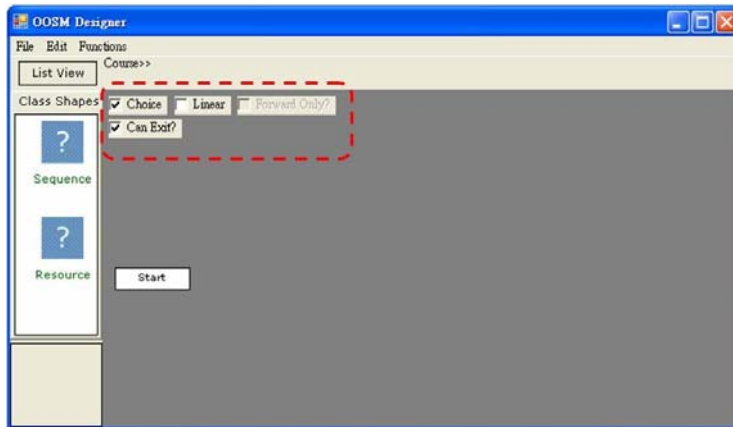 OOSM Designer
File Edit Functions
List View
Course>>
Class Shapes
Choice Linear Forward Only?
Can Exit?
?
Sequence
?
Resource
Start